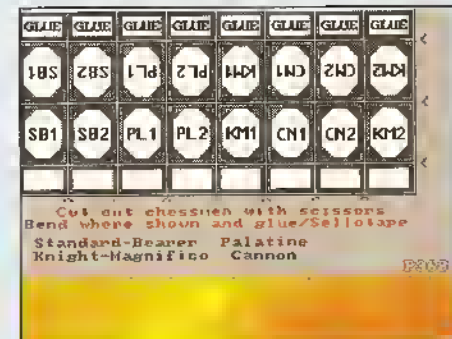 GLUE GLUE GLUE GLUE GLUE GLUE GLUE GLUE
SB1 SB2 PL1 PL2 KM1 CN1 CN2 KM2
SB1 SB2 PL1 PL2 KM1 CN1 CN2 KM2
Cut out chessmen with scissors
Bend where shown and glue/Sellotape
Standard-Bearer Palatine
Knight-Magnifico Cannon